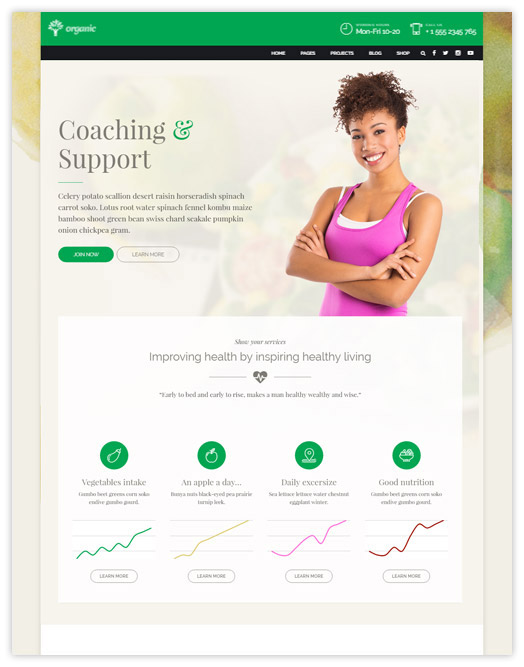 organic
BUSINESS HOURS
Mon-Fri 10-20
CALL US
+ 1 555 2345 765
HOME PAGES PROJECTS BLOG SHOP
Coaching &
Support
Celery potato scallion desert raisin horseradish spinach
carrot soko. Lotus root water spinach fennel kombu maize
bamboo shoot green bean swiss chard seakale pumpkin
onion chickpea gram.
JOIN NOW LEARN MORE
Show your services
Improving health by inspiring healthy living
"Early to bed and early to rise, makes a man healthy wealthy and wise."
Vegetables intake
Gumbo beet greens corn soko
endive gumbo gourd.
LEARN MORE
An apple a day...
Bunya nuts black-eyed pea prairie
turnip leek.
LEARN MORE
Daily excersize
Sea lettuce lettuce water chestnut
eggplant winter.
LEARN MORE
Good nutrition
Gumbo beet greens corn soko
endive gumbo gourd.
LEARN MORE